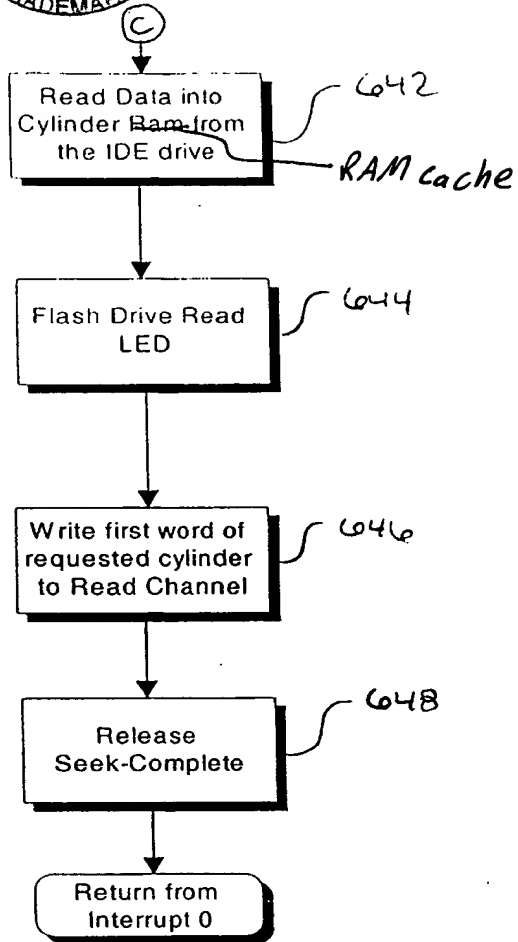 C
Read Data into
Cylinder Ram from
the IDE drive
642
RAM cache
Flash Drive Read
LED
644
Write first word of
requested cylinder
to Read Channel
646
Release
Seek-Complete
648
Return from
Interrupt 0